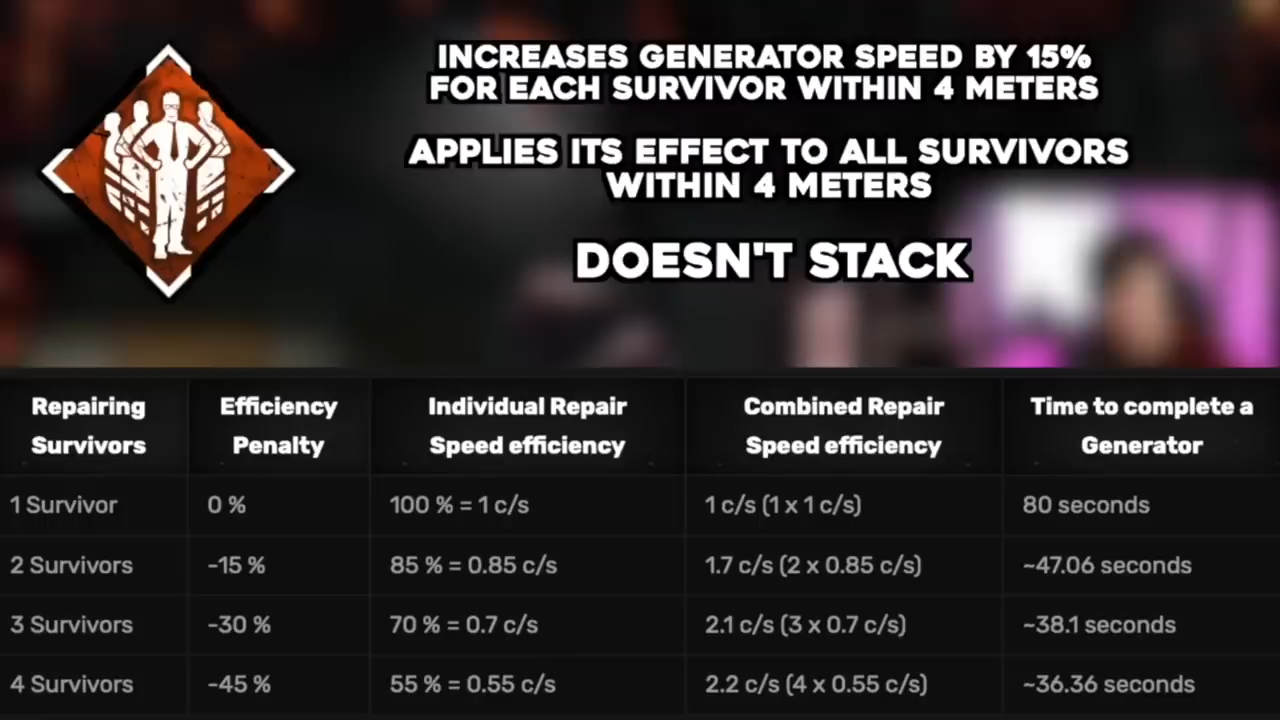 INCREASES GENERATOR SPEED BY 15%
FOR EACH SURVIVOR WITHIN 4 METERS
APPLIES ITS EFFECT TO ALL SURVIVORS
WITHIN 4 METERS
DOESN'T STACK
Repairing Survivors | Efficiency Penalty | Individual Repair Speed efficiency | Combined Repair Speed efficiency | Time to complete a Generator
1 Survivor | 0 % | 100 % = 1 c/s | 1 c/s (1 x 1 c/s) | 80 seconds
2 Survivors | -15 % | 85 % = 0.85 c/s | 1.7 c/s (2 x 0.85 c/s) | ~47.06 seconds
3 Survivors | -30 % | 70 % = 0.7 c/s | 2.1 c/s (3 x 0.7 c/s) | ~38.1 seconds
4 Survivors | -45 % | 55 % = 0.55 c/s | 2.2 c/s (4 x 0.55 c/s) | ~36.36 seconds